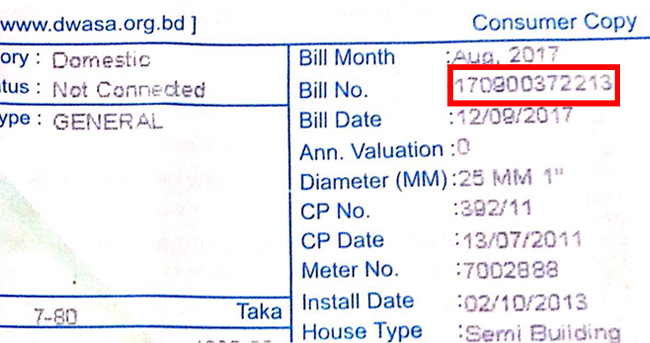 www.dwasa.org.bd ] Consumer Copy
ory : Domestic Bill Month :Aug, 2017
atus : Not Connected Bill No. 170900372213
ype : GENERAL Bill Date :12/09/2017
Ann. Valuation :0
Diameter (MM) :25 MM 1"
CP No. :392/11
CP Date :13/07/2011
Meter No. :7002888
7-80 Taka Install Date :02/10/2013
House Type :Semi Building